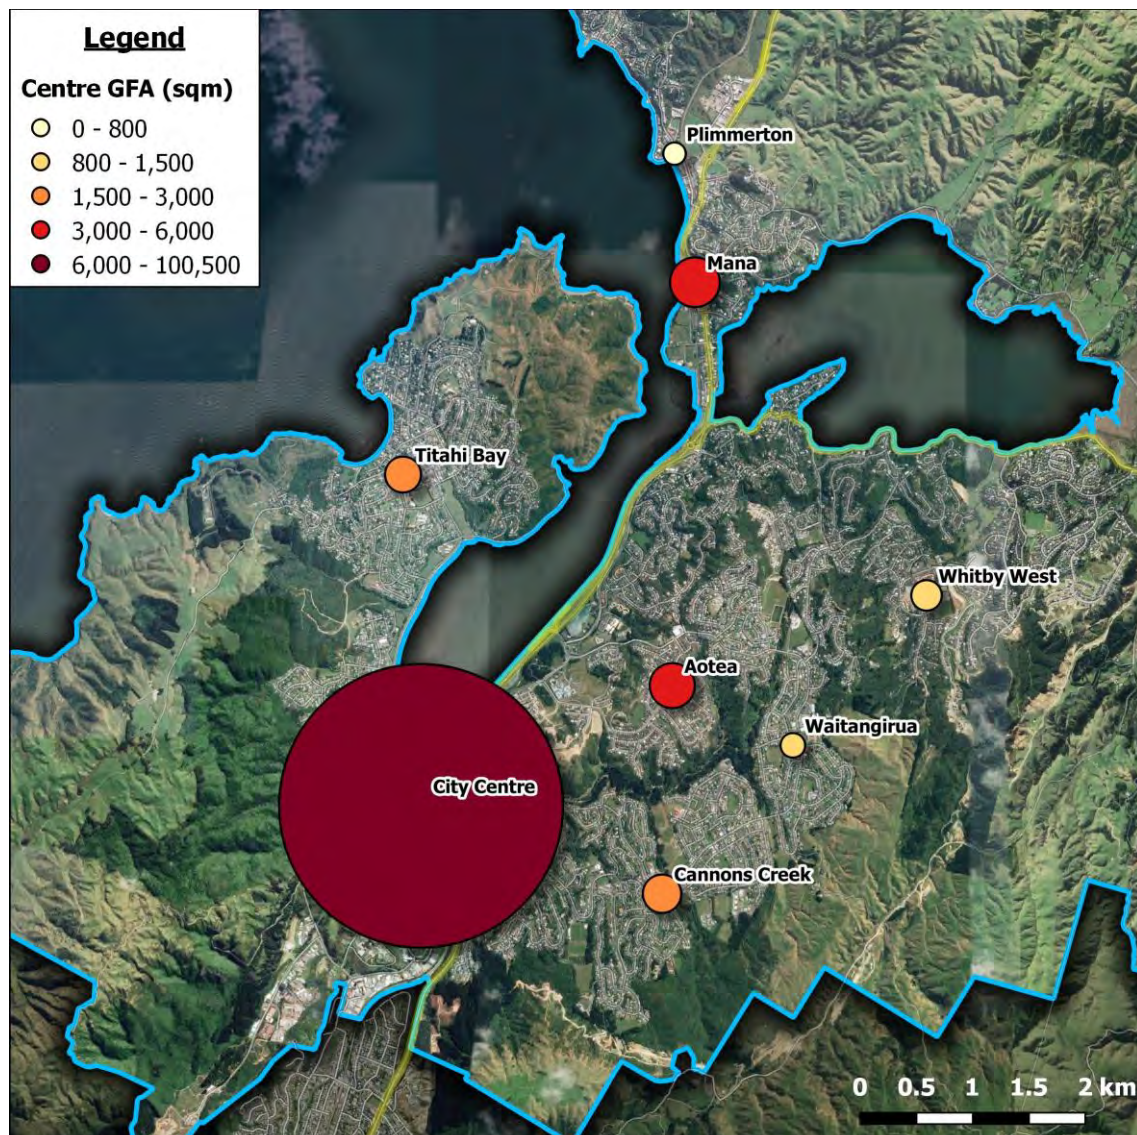 Legend
Centre GFA (sqm)
0 - 800
800 - 1,500
1,500 - 3,000
3,000 - 6,000
6,000 - 100,500
Plimmerton
Mana
Titahi Bay
Whitby West
Aotea
Waitangirua
City Centre
Cannons Creek
0 0.5 1 1.5 2 km